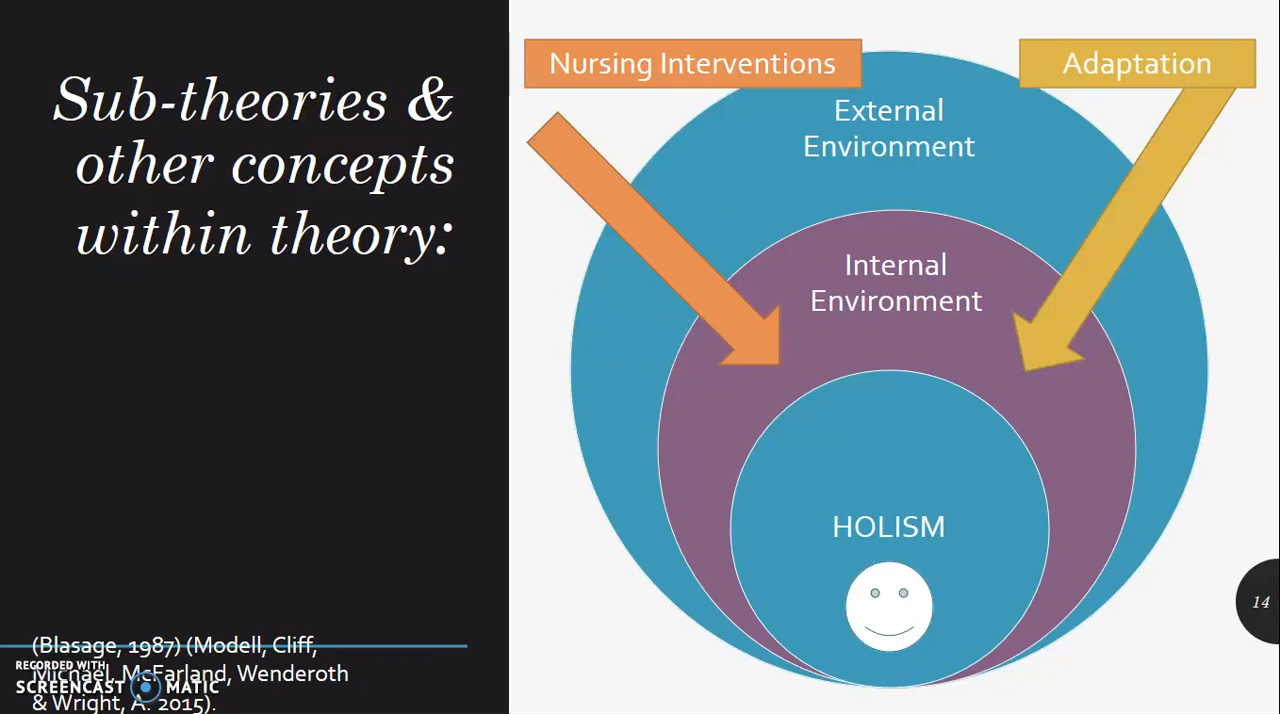 Sub-theories &
other concepts
within theory:
Nursing Interventions
Adaptation
External
Environment
Internal
Environment
HOLISM
14
(Blasage, 1987) (Modell, Cliff,
Michael, McFarland, Wenderoth
& Wright, A. 2015).
RECORDED WITH
SCREENCAST MATIC